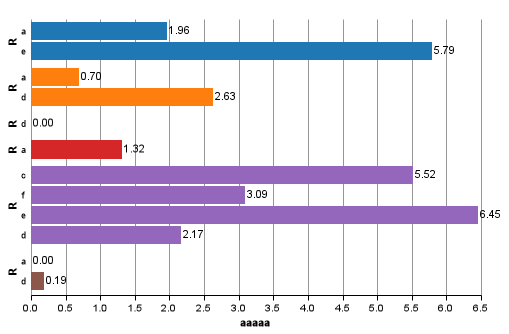 R
a 1.96
e 5.79
R
a 0.70
d 2.63
R
d 0.00
R
a 1.32
R
c 5.52
f 3.09
e 6.45
d 2.17
R
a 0.00
d 0.19
0.0 0.5 1.0 1.5 2.0 2.5 3.0 3.5 4.0 4.5 5.0 5.5 6.0 6.5
aaaaa